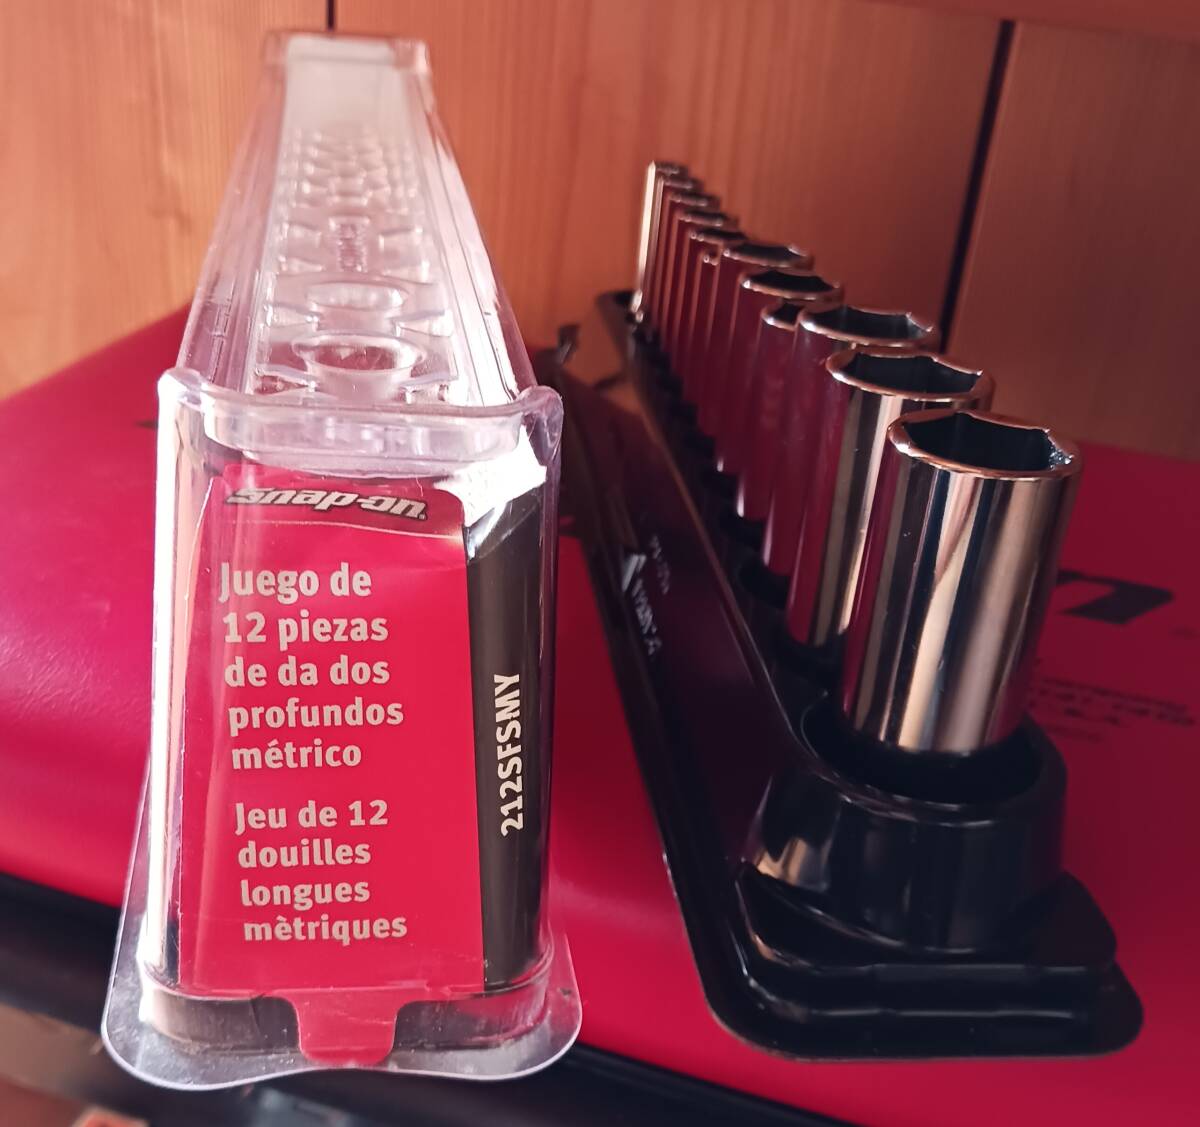 Snap-on
Juego de
12 piezas
de da dos
profundos
métrico
Jeu de 12
douilles
longues
mètriques
212SFSMY